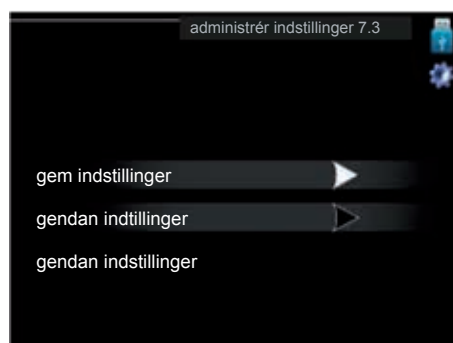 administrér indstillinger 7.3
gem indstillinger
gendan indtillinger
gendan indstillinger